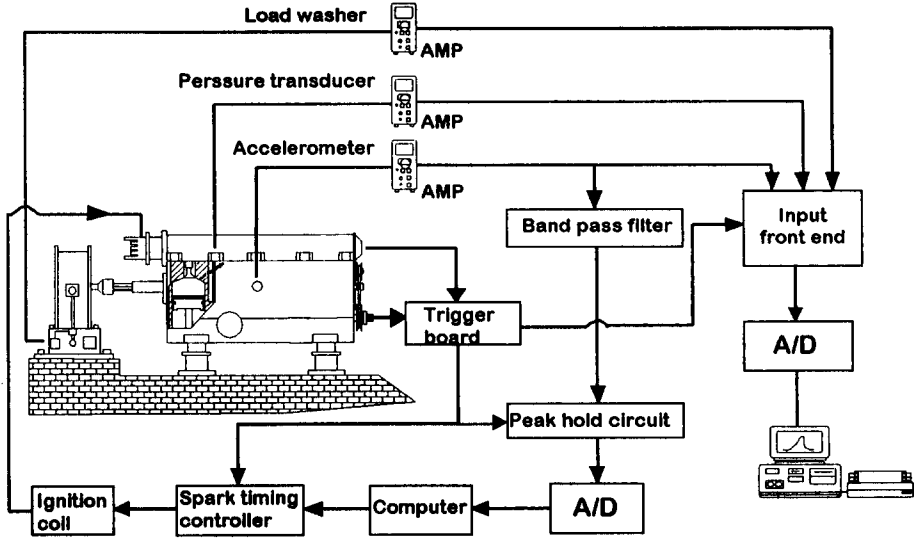 Load washer
AMP
Perssure transducer
AMP
Accelerometer
AMP
Band pass filter
Input
front end
Trigger
board
A/D
Peak hold circuit
Ignition
coil
Spark timing
controller
Computer
A/D